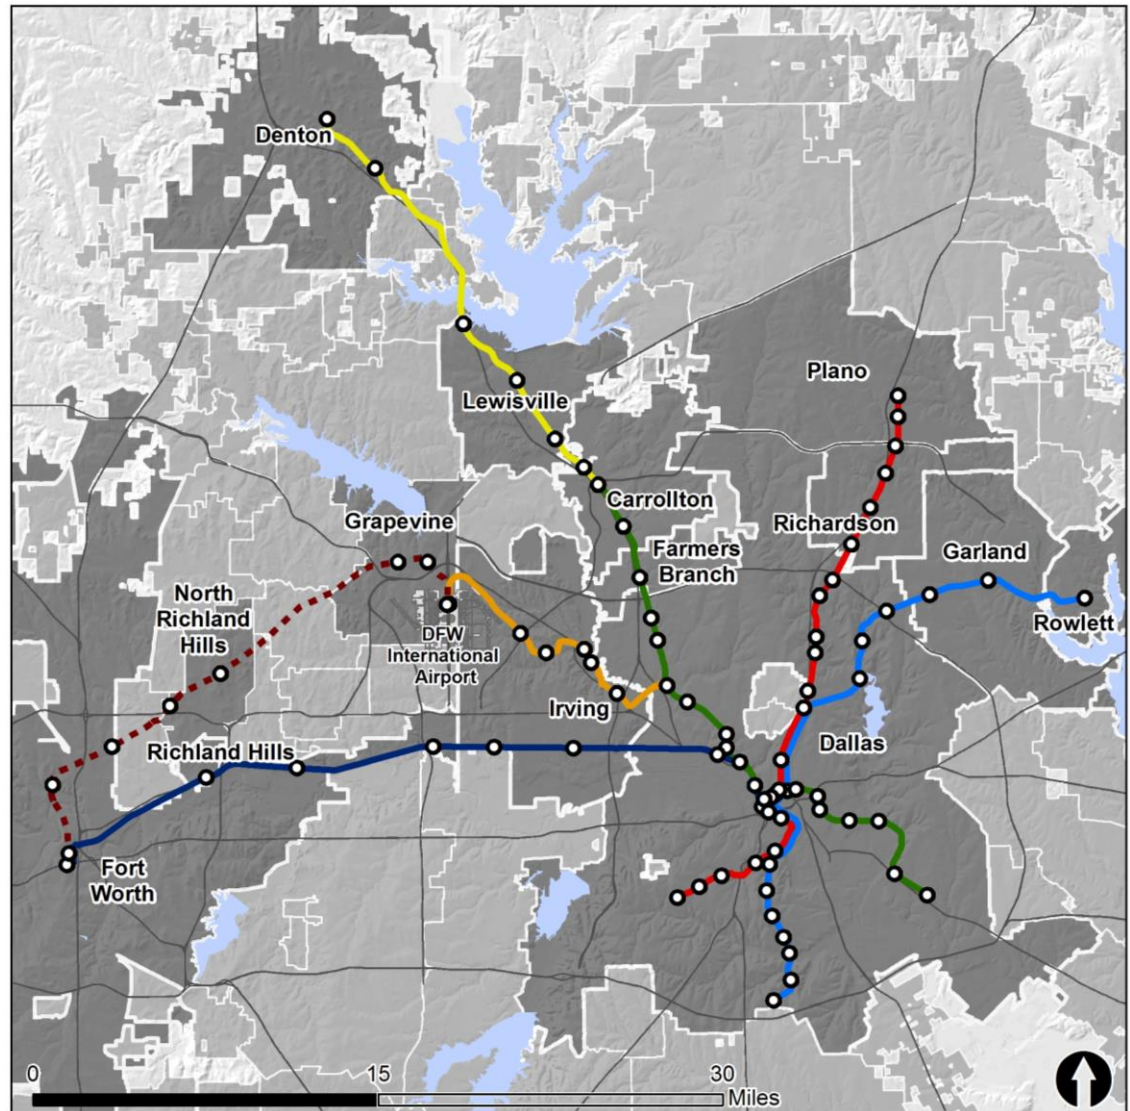 Denton
Plano
Lewisville
Carrollton
Grapevine
Richardson
Farmers
Branch
Garland
North
Richland
Hills
Rowlett
DFW
International
Airport
Irving
Richland Hills
Dallas
Fort
Worth
0
15
30
Miles